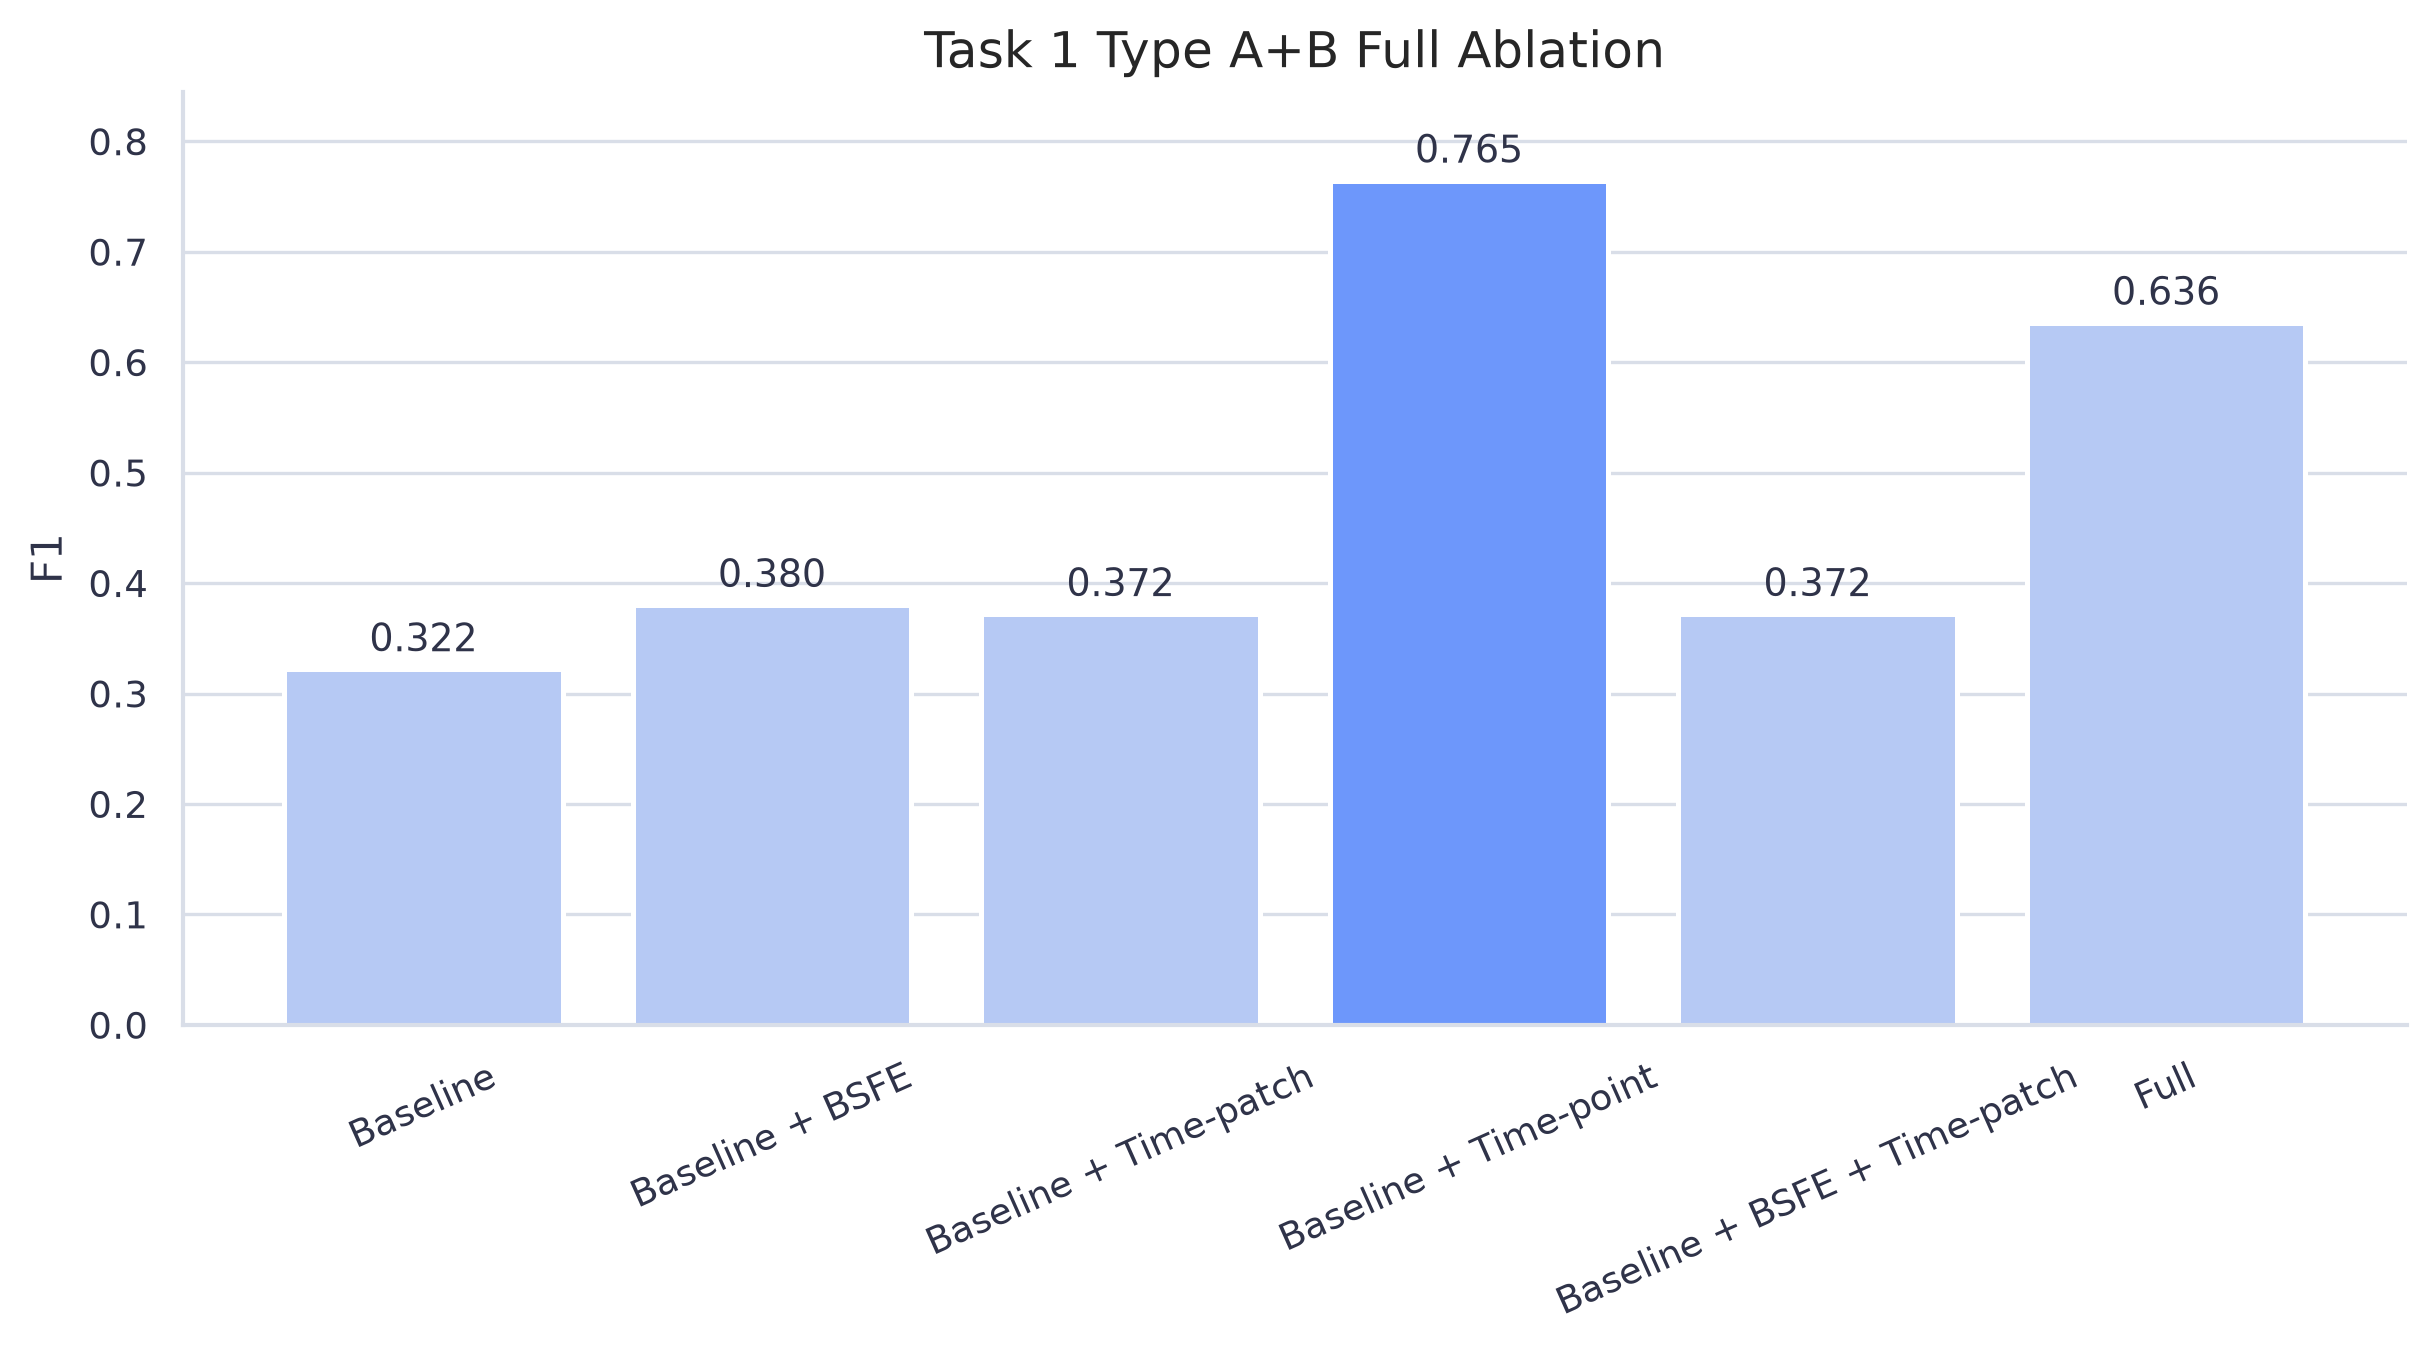 Task 1 Type A+B Full Ablation
F1
0.8
0.7
0.6
0.5
0.4
0.3
0.2
0.1
0.0
0.322
0.380
0.372
0.765
0.372
0.636
Baseline
Baseline + BSFE
Baseline + Time-patch
Baseline + Time-point
Baseline + BSFE + Time-patch
Full